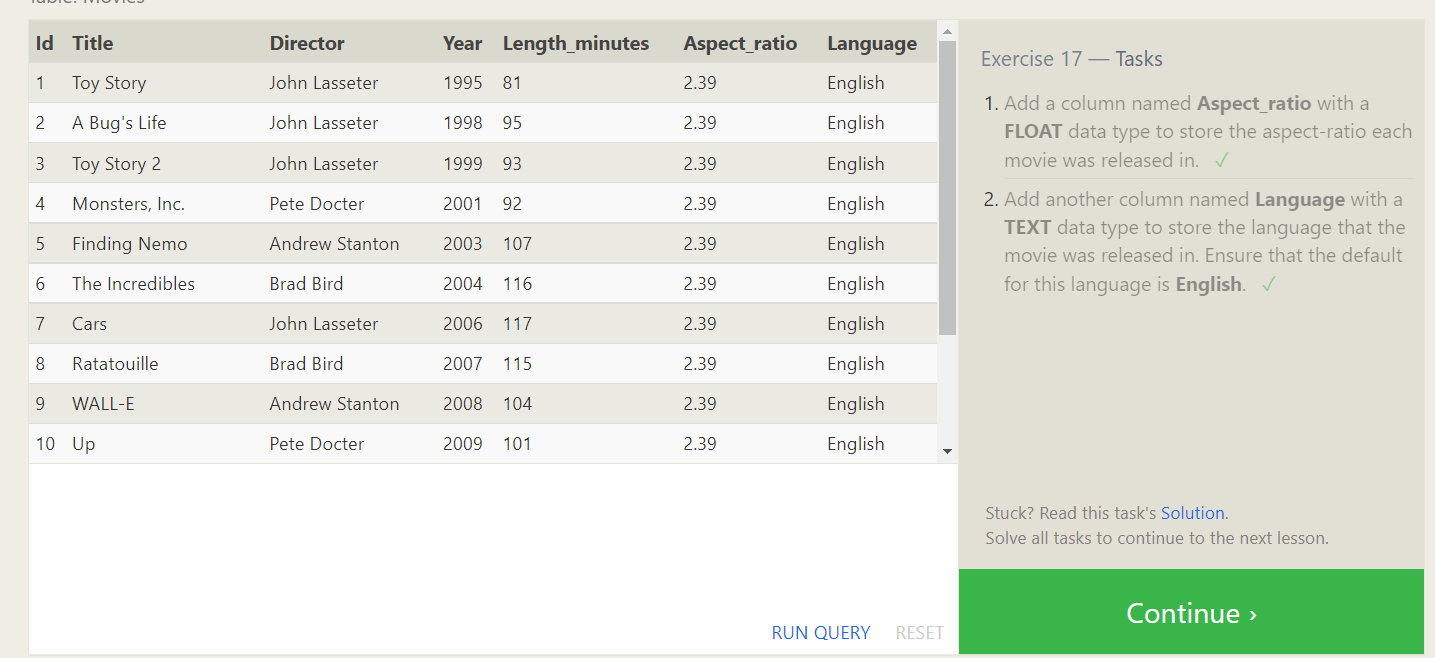 Table: Movies
Id Title Director Year Length_minutes Aspect_ratio Language
1 Toy Story John Lasseter 1995 81 2.39 English
2 A Bug's Life John Lasseter 1998 95 2.39 English
3 Toy Story 2 John Lasseter 1999 93 2.39 English
4 Monsters, Inc. Pete Docter 2001 92 2.39 English
5 Finding Nemo Andrew Stanton 2003 107 2.39 English
6 The Incredibles Brad Bird 2004 116 2.39 English
7 Cars John Lasseter 2006 117 2.39 English
8 Ratatouille Brad Bird 2007 115 2.39 English
9 WALL-E Andrew Stanton 2008 104 2.39 English
10 Up Pete Docter 2009 101 2.39 English
RUN QUERY RESET
Exercise 17 — Tasks
1. Add a column named Aspect_ratio with a
FLOAT data type to store the aspect-ratio each
movie was released in. ✓
2. Add another column named Language with a
TEXT data type to store the language that the
movie was released in. Ensure that the default
for this language is English. ✓
Stuck? Read this task's Solution.
Solve all tasks to continue to the next lesson.
Continue ›